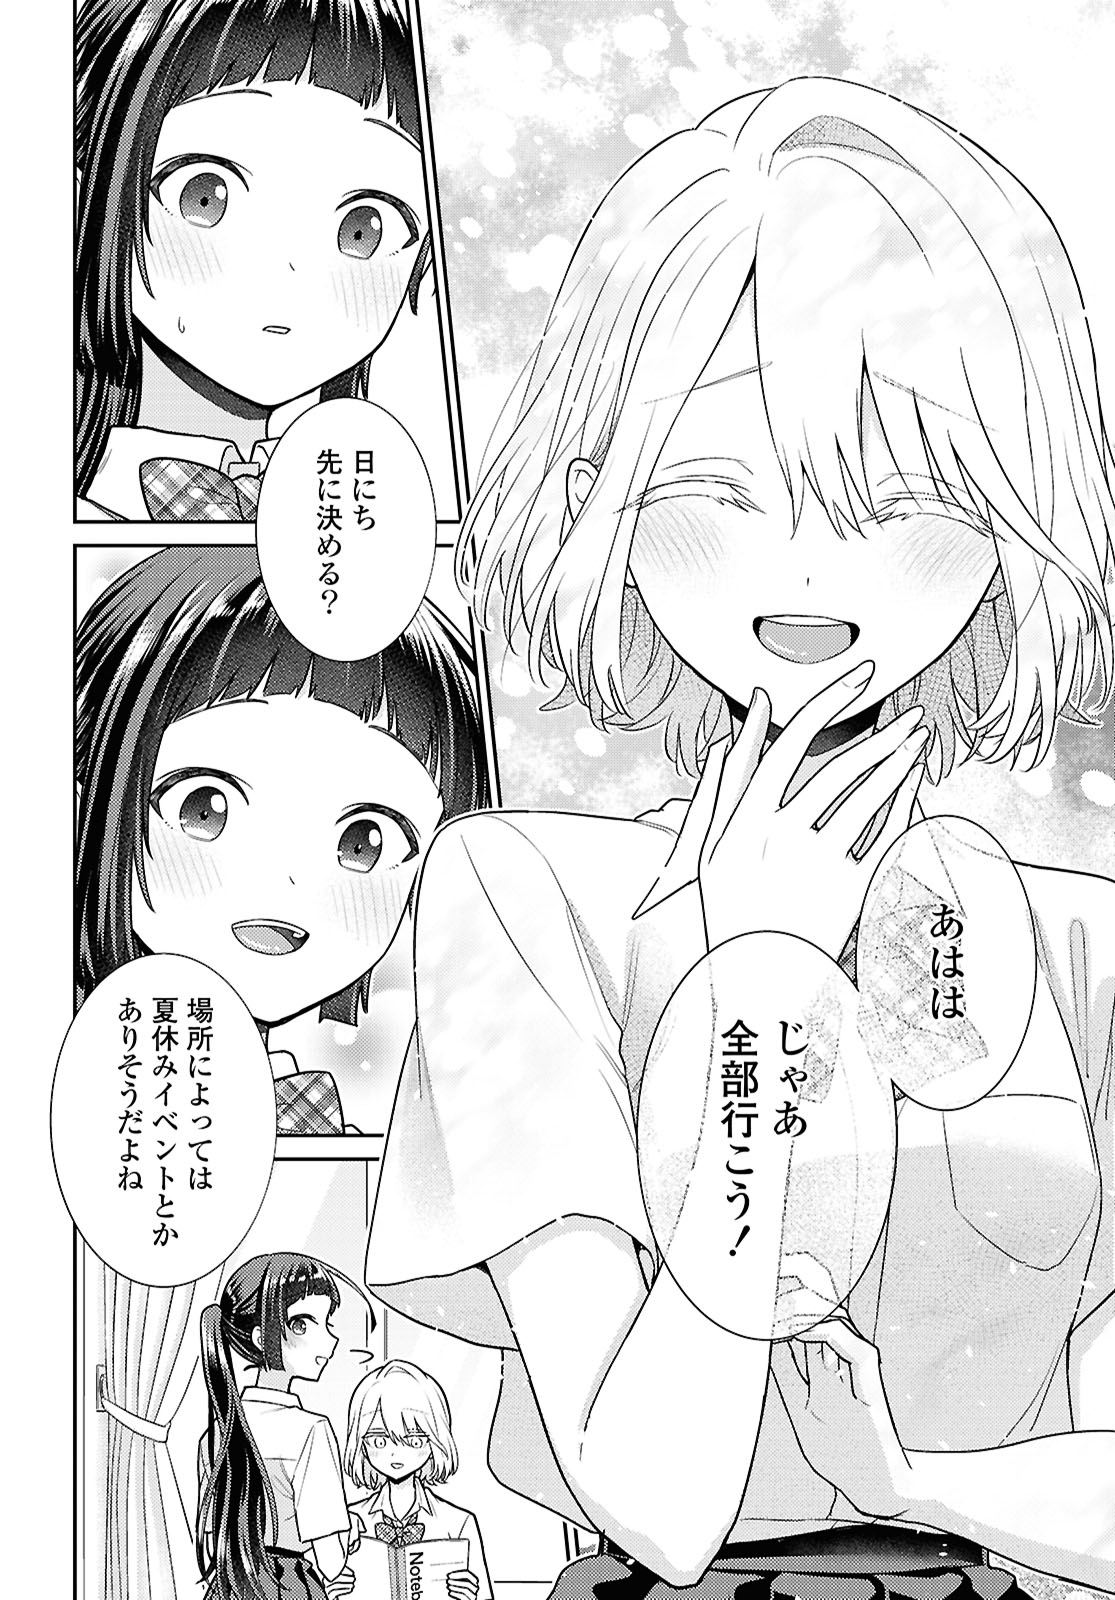 あはは
じゃあ
全部行こう!
日にち
先に決める?
場所によっては
夏休みイベントとか
ありそうだよね
Noteb